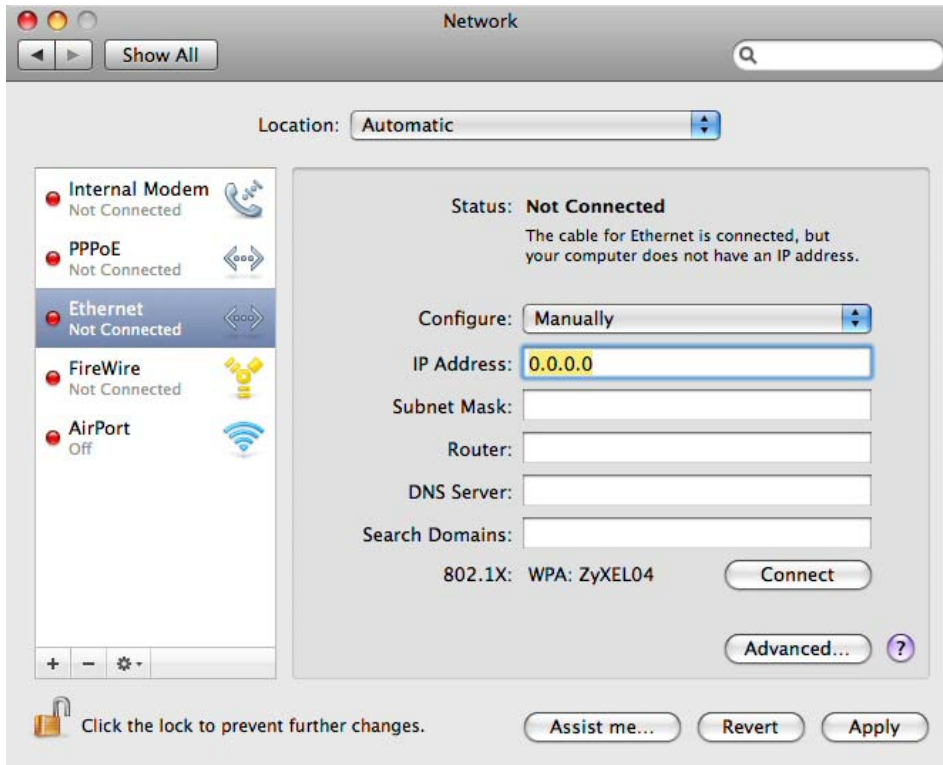 Network
Show All
Location: Automatic
Internal Modem
Not Connected
PPPoE
Not Connected
Ethernet
Not Connected
FireWire
Not Connected
AirPort
Off
Status: Not Connected
The cable for Ethernet is connected, but
your computer does not have an IP address.
Configure: Manually
IP Address: 0.0.0.0
Subnet Mask:
Router:
DNS Server:
Search Domains:
802.1X: WPA: ZyXEL04 Connect
Advanced... ?
Click the lock to prevent further changes.
Assist me... Revert Apply